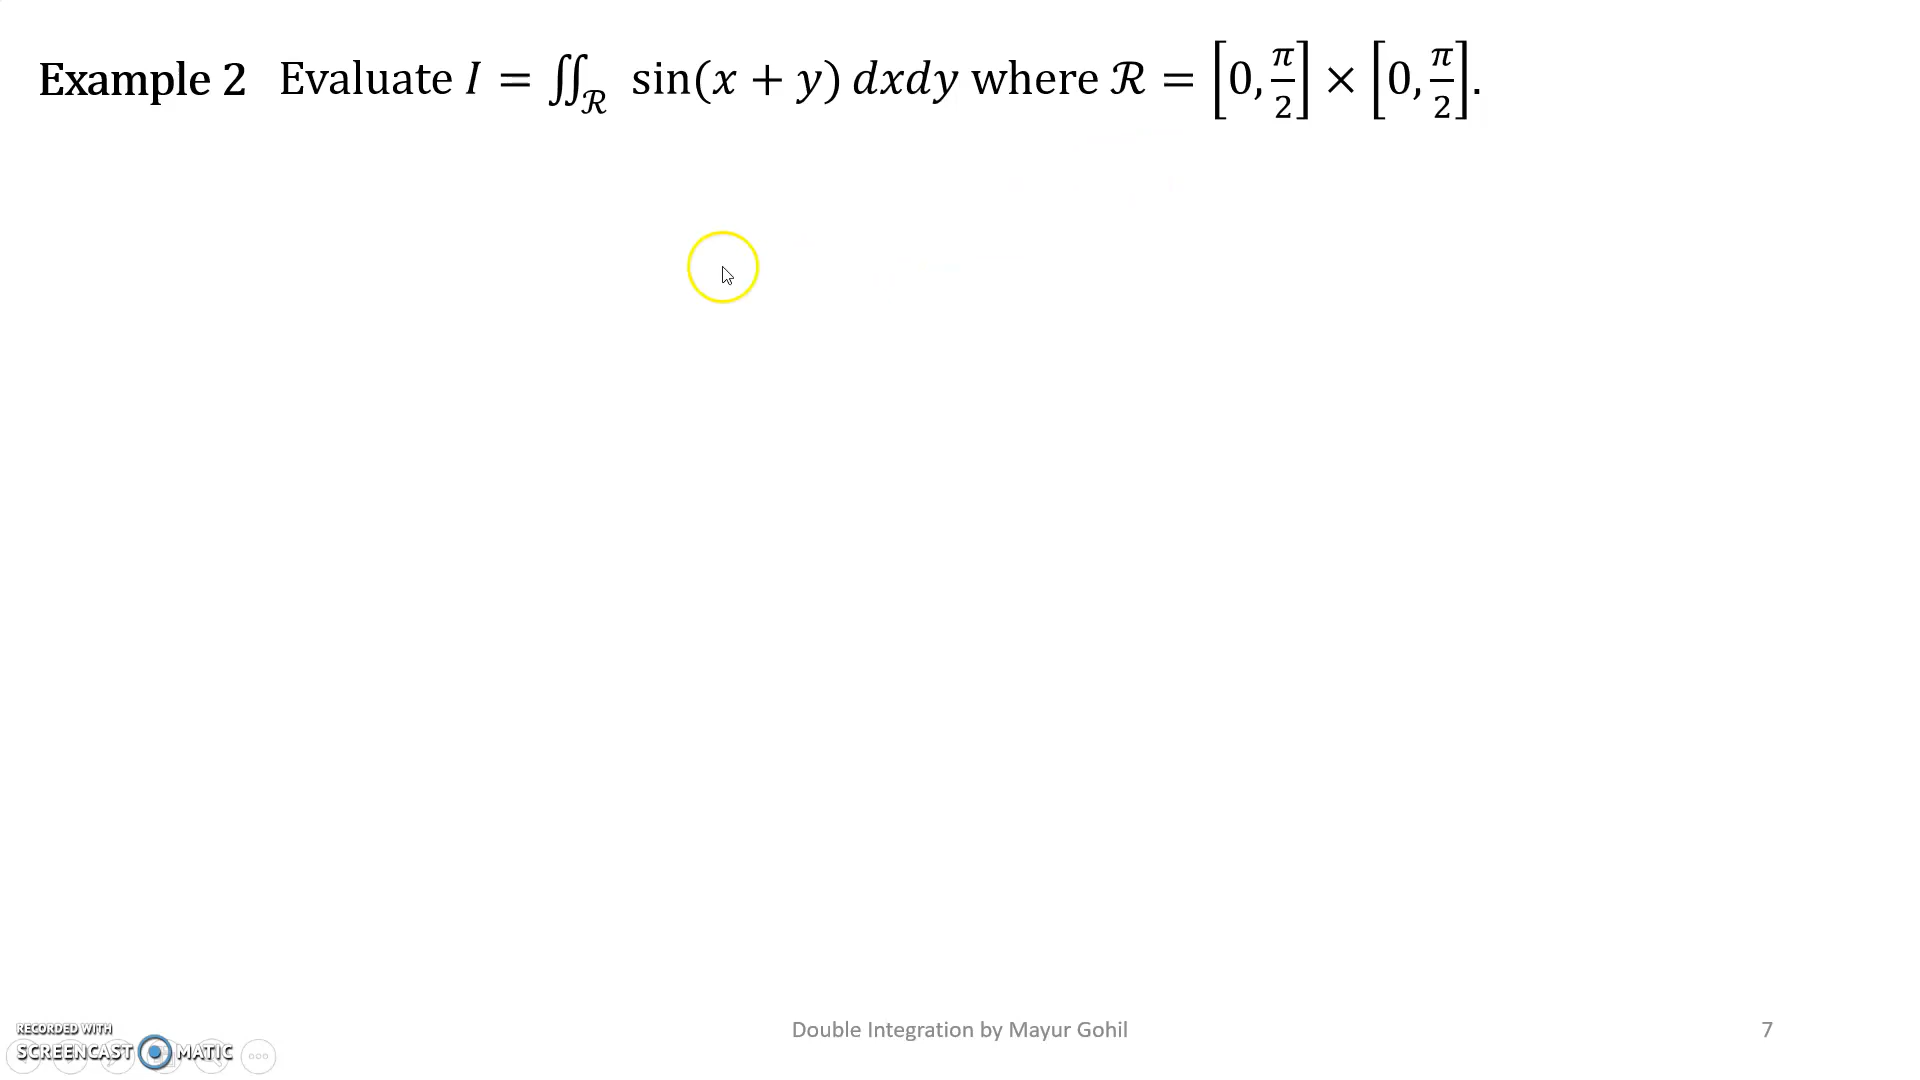 Example 2 Evaluate I = ∬_ℛ sin(x + y) dxdy where ℛ = [0, π/2] × [0, π/2].
Double Integration by Mayur Gohil
7
RECORDED WITH
SCREENCAST MATIC